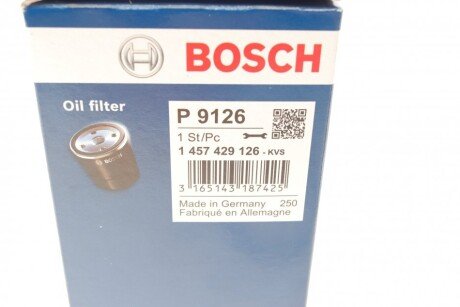 BOSCH
Oil filter
P 9126
1 St/Pc
1 457 429 126 - KVS
3 165143 187425
Made in Germany 250
Fabriqué en Allemagne